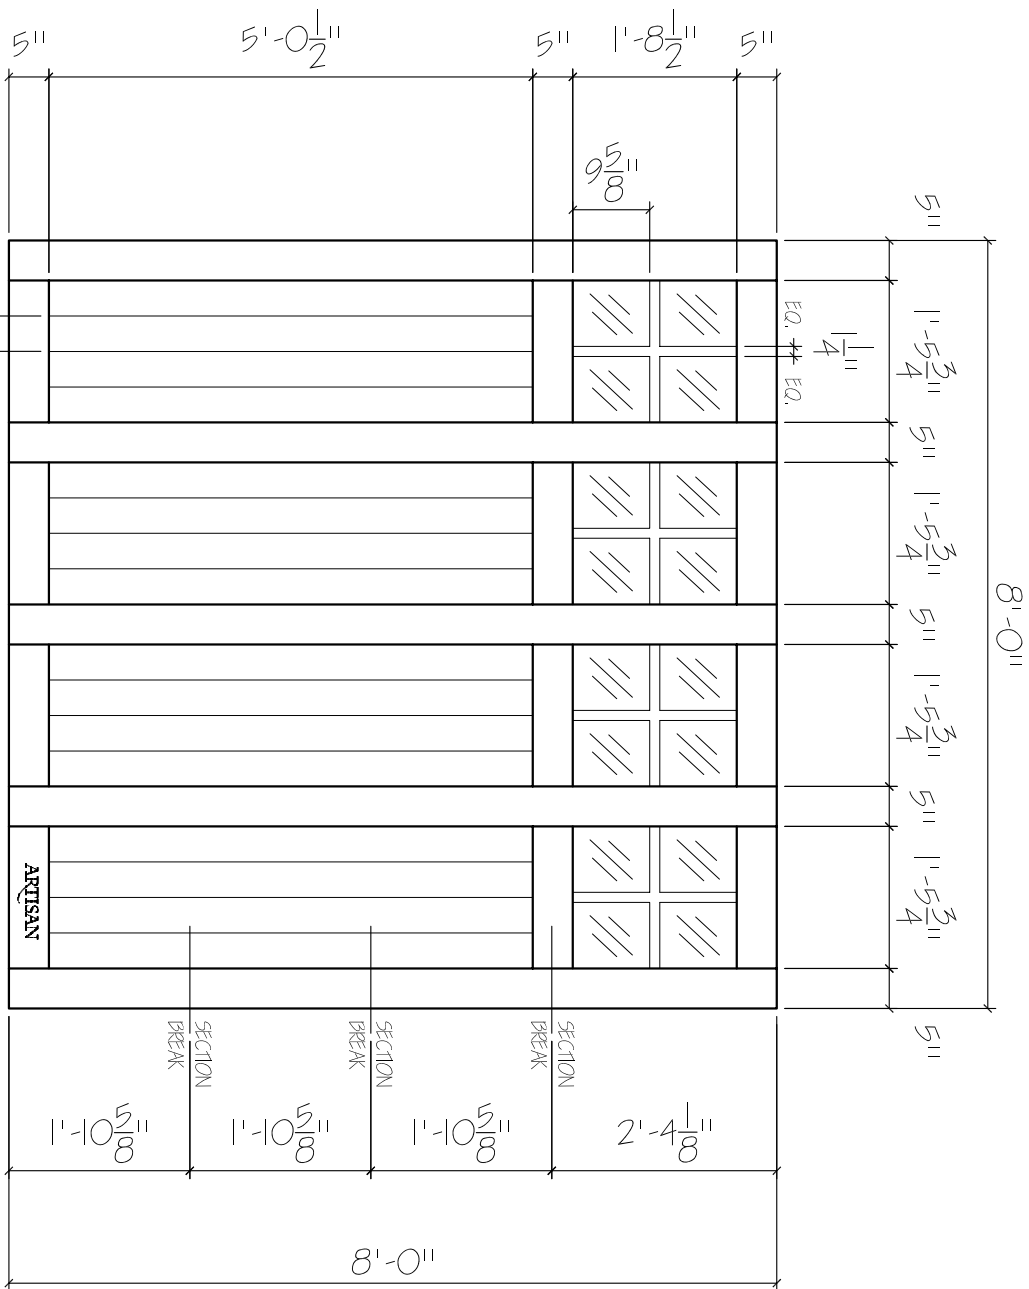 5"
5'-0 1/2"
5"
1'-8 1/2"
5"
9 5/8"
5"
EQ.
EQ.
1 1/4"
1'-5 3/4"
5"
1'-5 3/4"
8'-0"
5"
1'-5 3/4"
5"
1'-5 3/4"
5"
ARTISAN
SECTION
BREAK
SECTION
BREAK
SECTION
BREAK
1'-10 5/8"
1'-10 5/8"
1'-10 5/8"
2'-4 1/8"
8'-0"